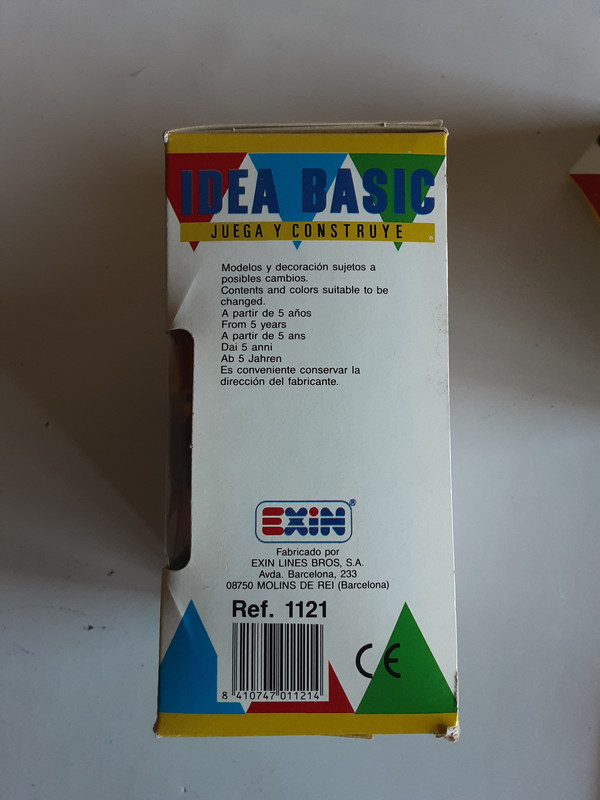 IDEA BASIC
JUEGA Y CONSTRUYE
Modelos y decoración sujetos a
posibles cambios.
Contents and colors suitable to be
changed.
A partir de 5 años
From 5 years
A partir de 5 ans
Dai 5 anni
Ab 5 Jahren
Es conveniente conservar la
dirección del fabricante.
EXIN®
Fabricado por
EXIN LINES BROS, S.A.
Avda. Barcelona, 233
08750 MOLINS DE REI (Barcelona)
Ref. 1121
8 410747 011214
CE